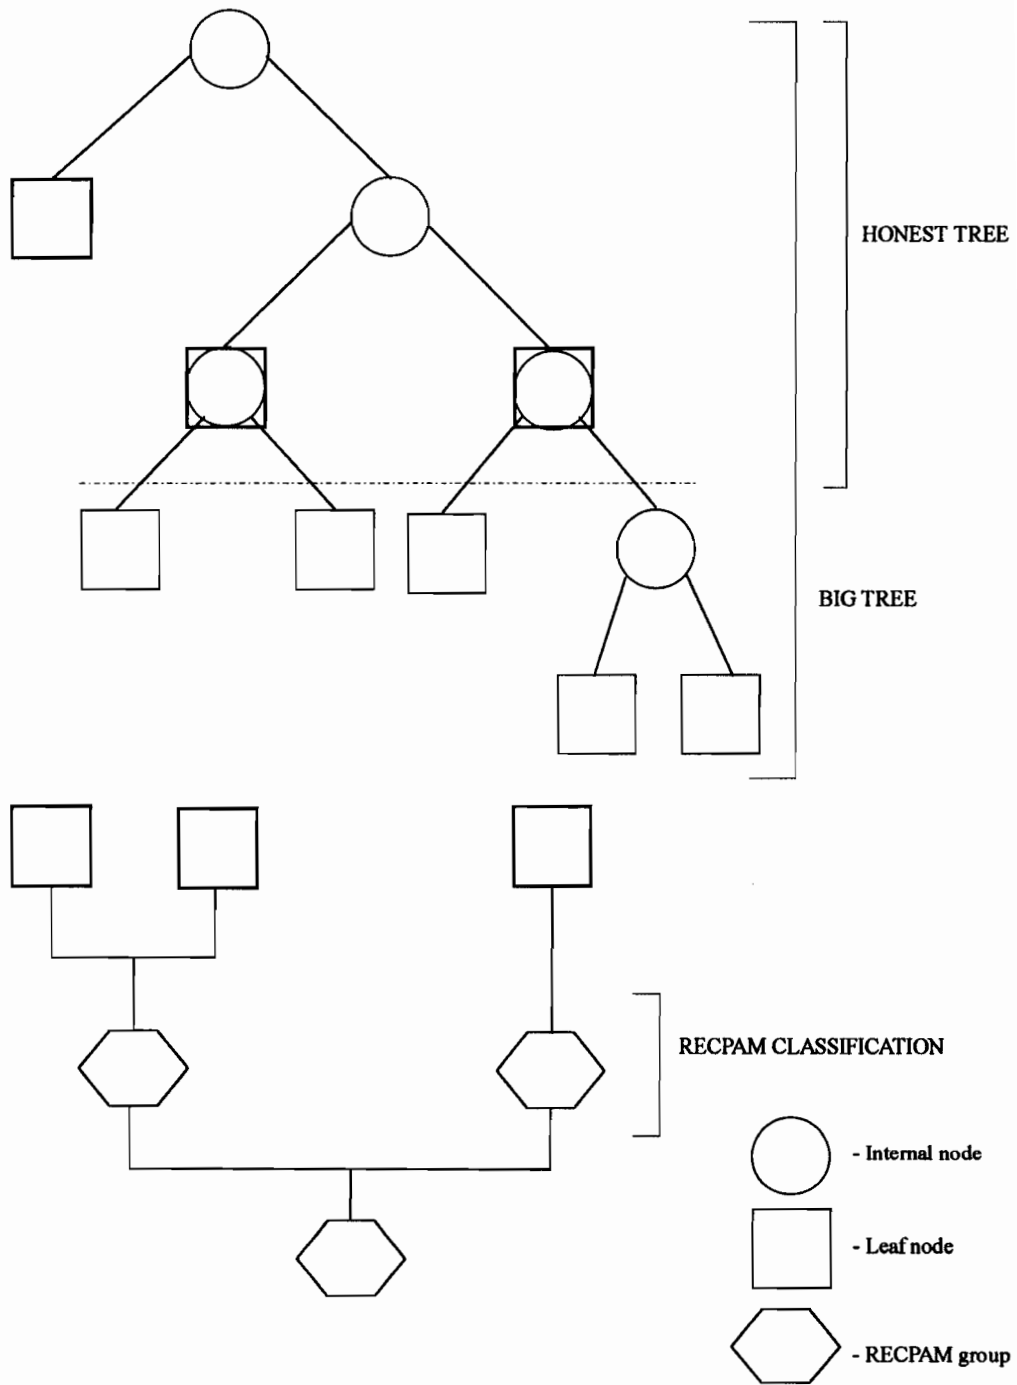 HONEST TREE
BIG TREE
RECPAM CLASSIFICATION
- Internal node
- Leaf node
- RECPAM group